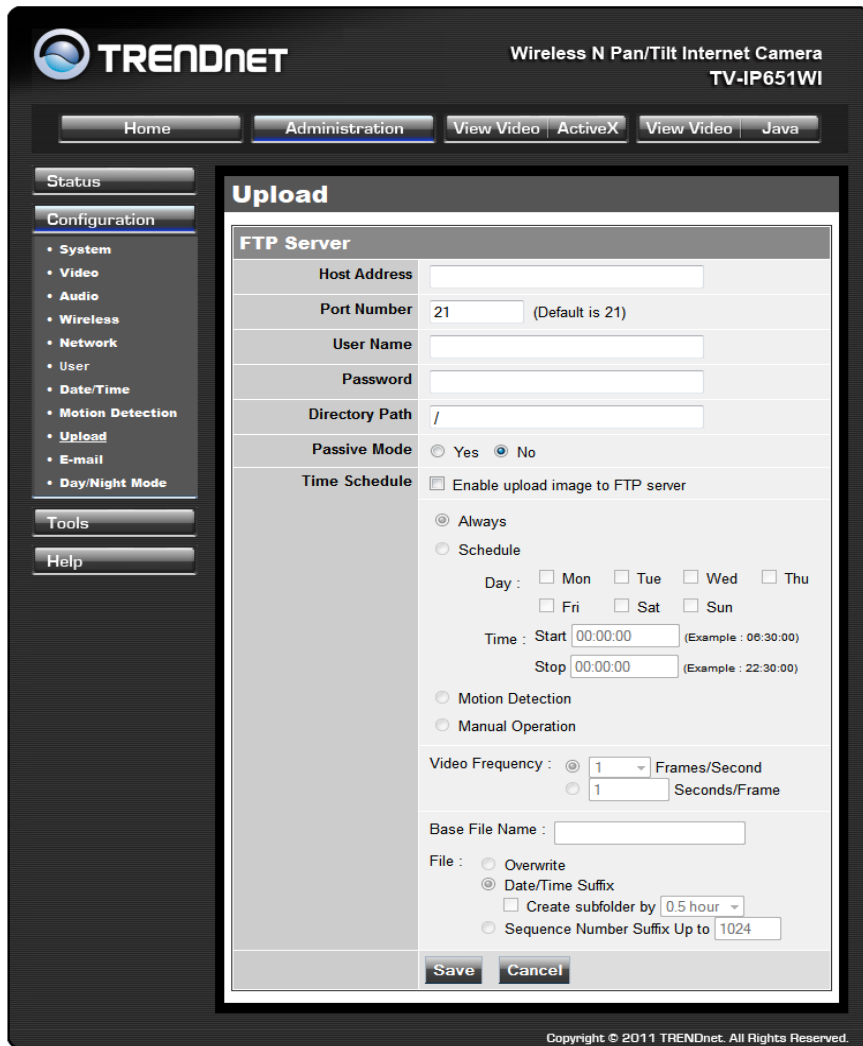 TRENDNET
Wireless N Pan/Tilt Internet Camera
TV-IP651WI
Home Administration View Video ActiveX View Video Java
Status
Configuration
• System
• Video
• Audio
• Wireless
• Network
• User
• Date/Time
• Motion Detection
• Upload
• E-mail
• Day/Night Mode
Tools
Help
Upload
FTP Server
Host Address
Port Number 21 (Default is 21)
User Name
Password
Directory Path /
Passive Mode Yes No
Time Schedule Enable upload image to FTP server
Always
Schedule
Day : Mon Tue Wed Thu
Fri Sat Sun
Time : Start 00:00:00 (Example : 06:30:00)
Stop 00:00:00 (Example : 22:30:00)
Motion Detection
Manual Operation
Video Frequency : 1 Frames/Second
1 Seconds/Frame
Base File Name :
File : Overwrite
Date/Time Suffix
Create subfolder by 0.5 hour
Sequence Number Suffix Up to 1024
Save Cancel
Copyright © 2011 TRENDnet. All Rights Reserved.